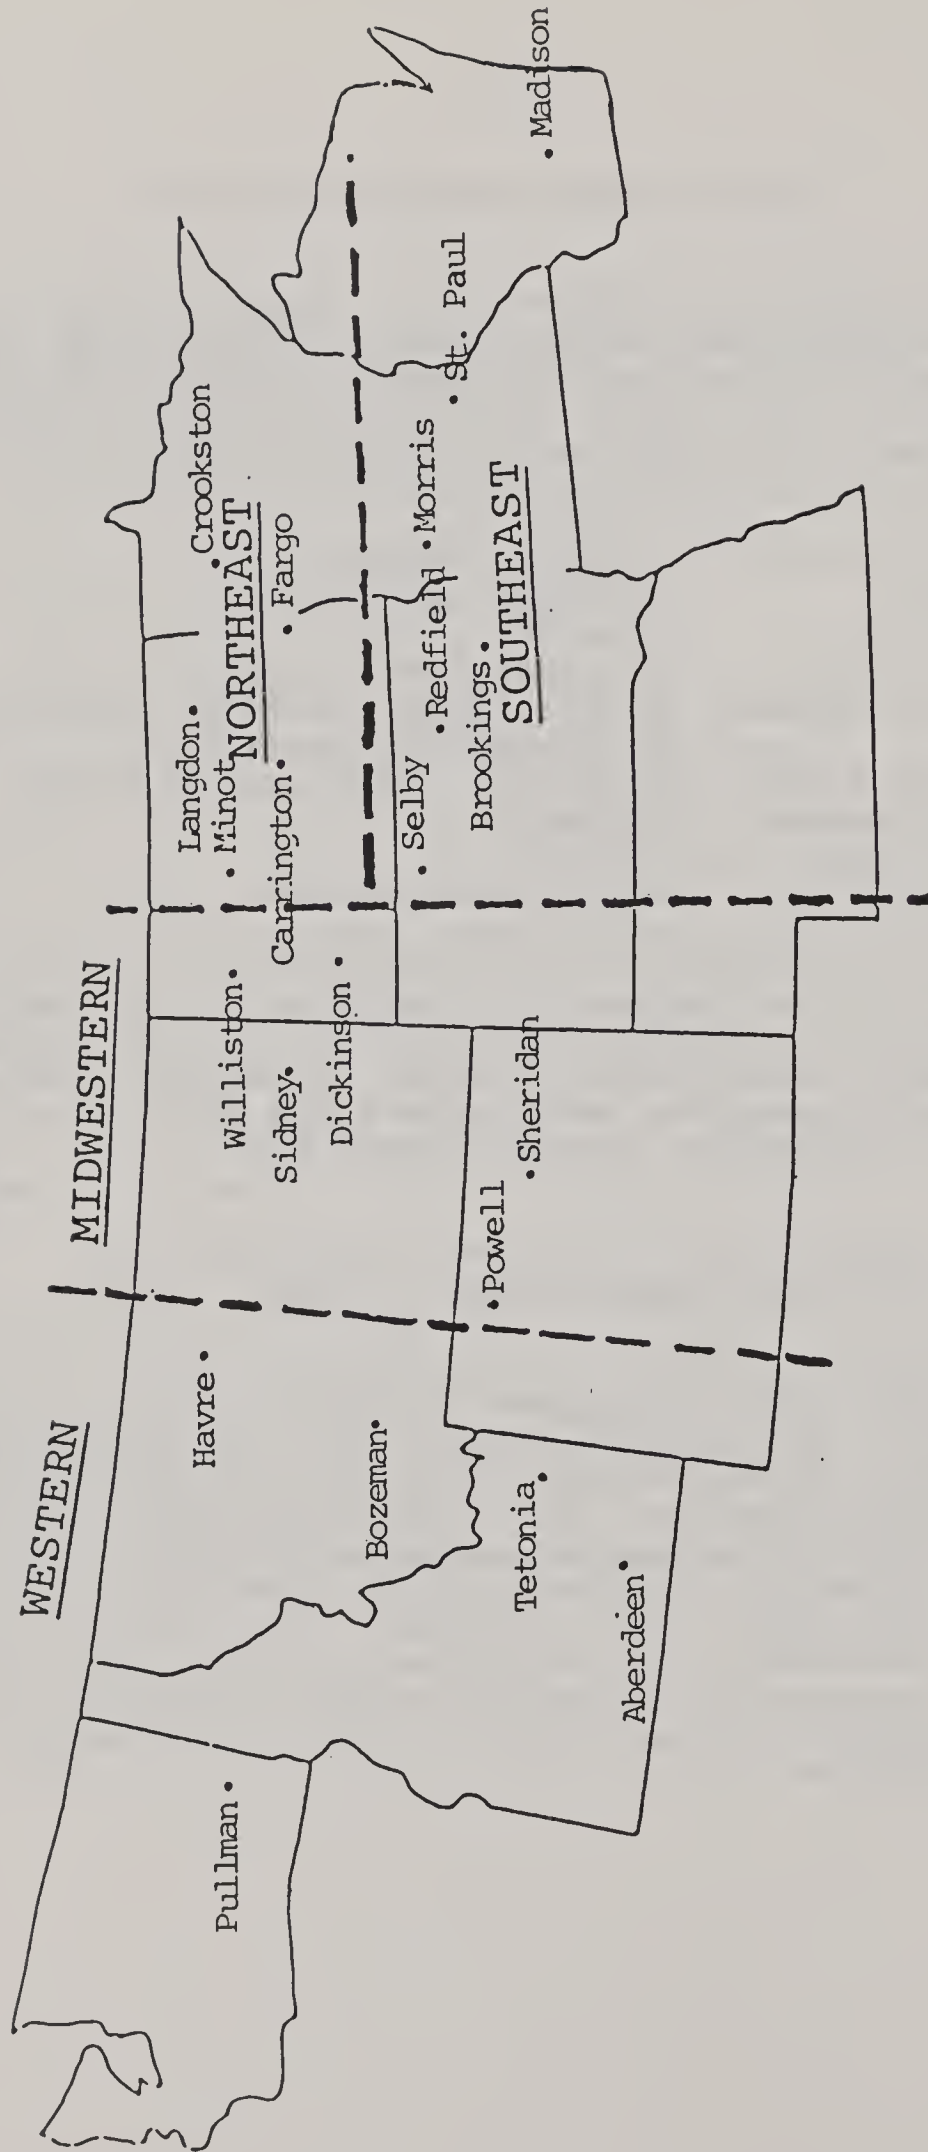 WESTERN
MIDWESTERN
Pullman
Havre
Bozeman
Tetonia
Aberdeen
Williston
Sidney
Dickinson
Powell
Sheridan
Langdon
Minot
NORTHEAST
Crookston
Carrington
Fargo
Selby
Redfield
Morris
St. Paul
Brookings
SOUTHEAST
Madison